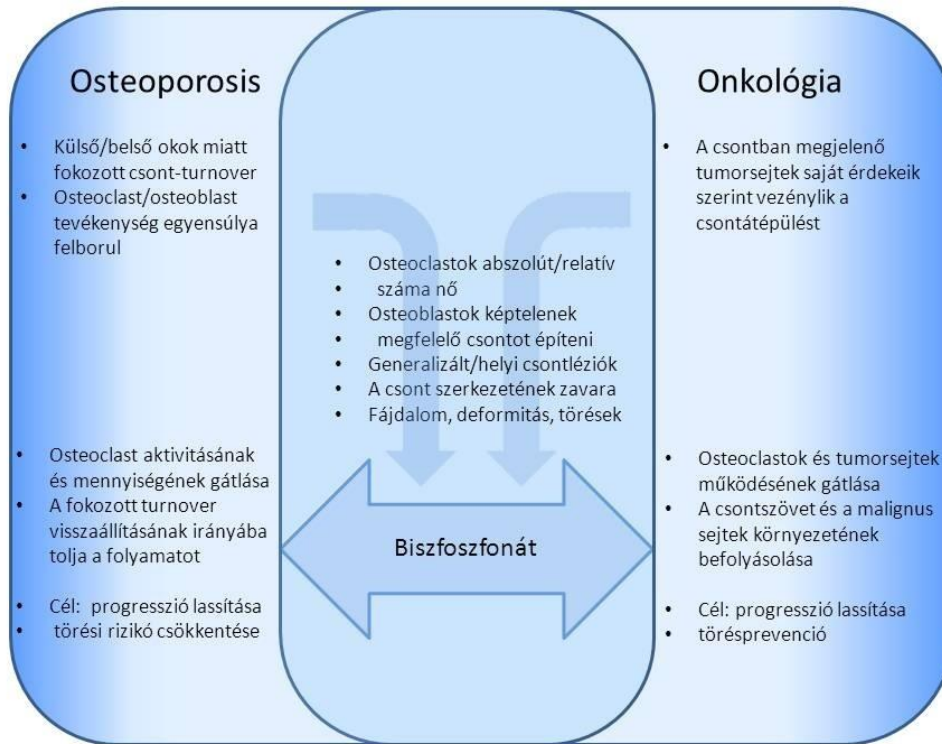 Osteoporosis
• Külső/belső okok miatt
fokozott csont-turnover
• Osteoclast/osteoblast
tevékenység egyensúlya
felborul
• Osteoclast aktivitásának
és mennyiségének gátlása
• A fokozott turnover
visszaállításának irányába
tolja a folyamatot
• Cél:  progresszió lassítása
• törési rizikó csökkentése
• Osteoclastok abszolút/relatív
• száma nő
• Osteoblastok képtelenek
• megfelelő csontot építeni
• Generalizált/helyi csontléziók
• A csont szerkezetének zavara
• Fájdalom, deformitás, törések
Biszfoszfonát
Onkológia
• A csontban megjelenő
tumorsejtek saját érdekeik
szerint vezénylik a
csontátépülést
• Osteoclastok és tumorsejtek
működésének gátlása
• A csontszövet és a malignus
sejtek környezetének
befolyásolása
• Cél: progresszió lassítása
• törésprevenció